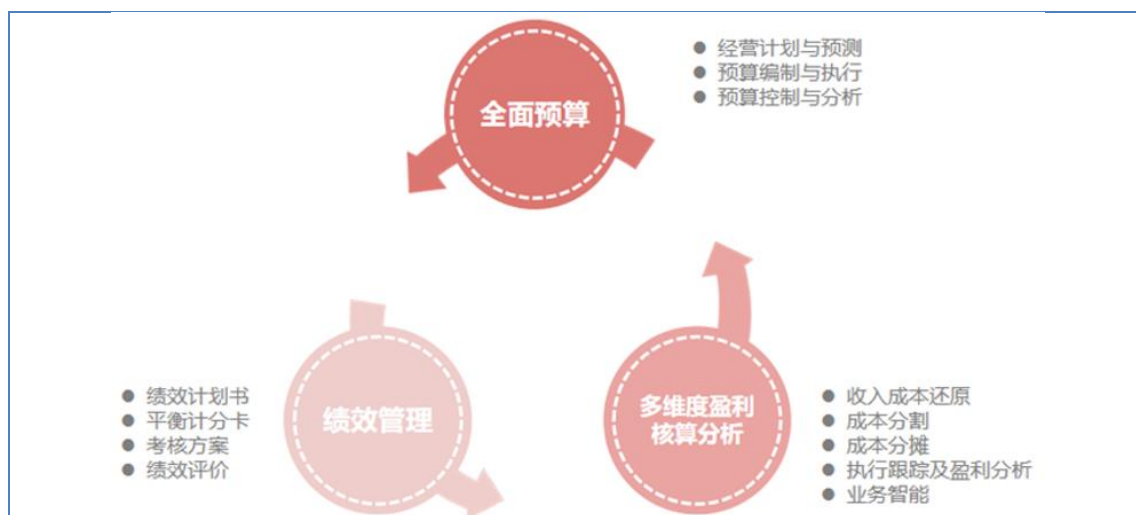 全面预算
● 经营计划与预测
● 预算编制与执行
● 预算控制与分析
绩效管理
● 绩效计划书
● 平衡计分卡
● 考核方案
● 绩效评价
多维度盈利
核算分析
● 收入成本还原
● 成本分割
● 成本分摊
● 执行跟踪及盈利分析
● 业务智能